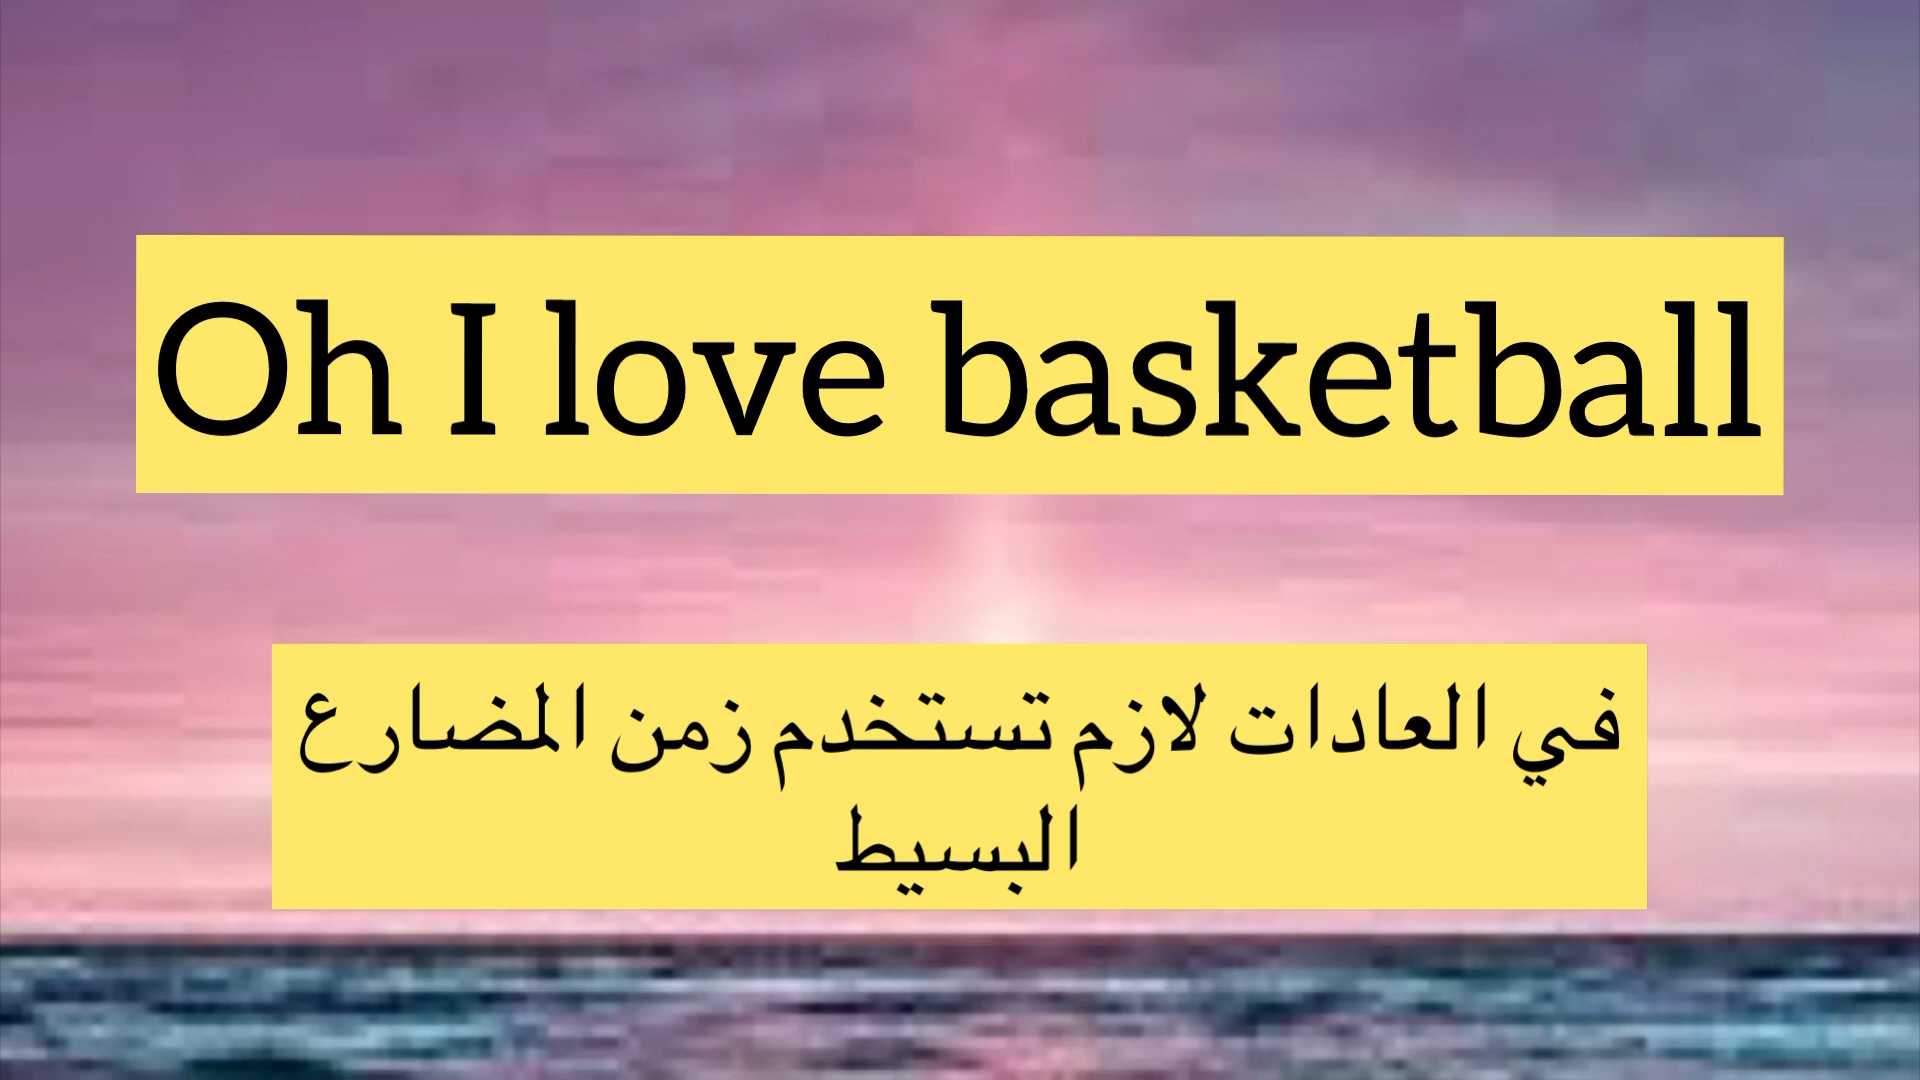 Oh I love basketball
في العادات لازم تستخدم زمن المضارع
البسيط